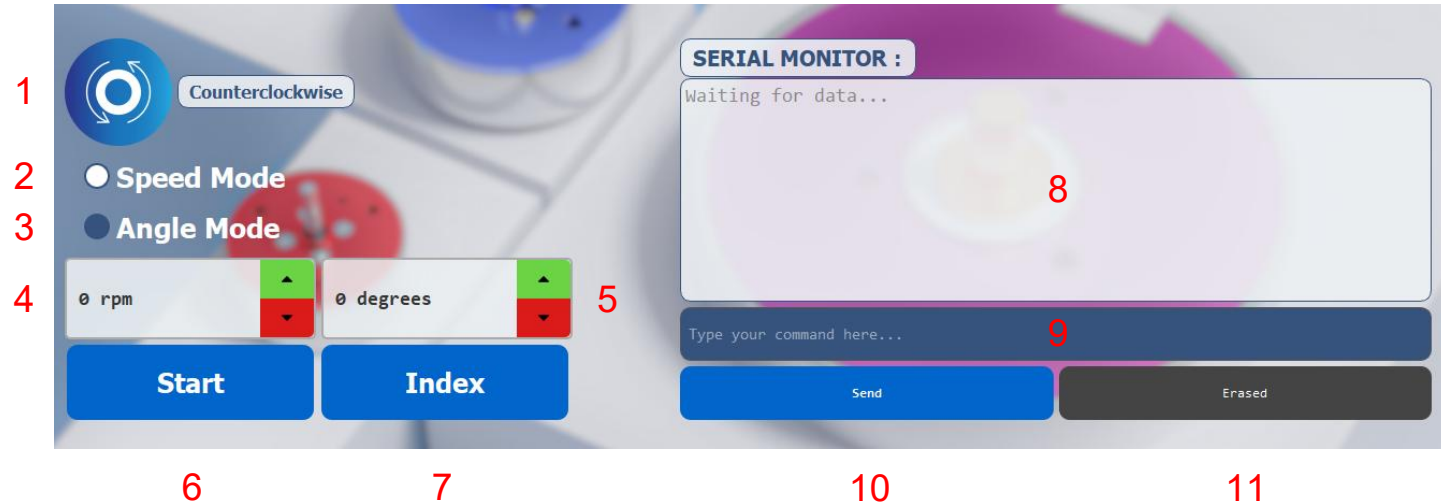 1
Counterclockwise
2
Speed Mode
3
Angle Mode
4
0 rpm
0 degrees
5
Start
Index
6
7
SERIAL MONITOR :
Waiting for data...
8
Type your command here...
9
Send
Erased
10
11